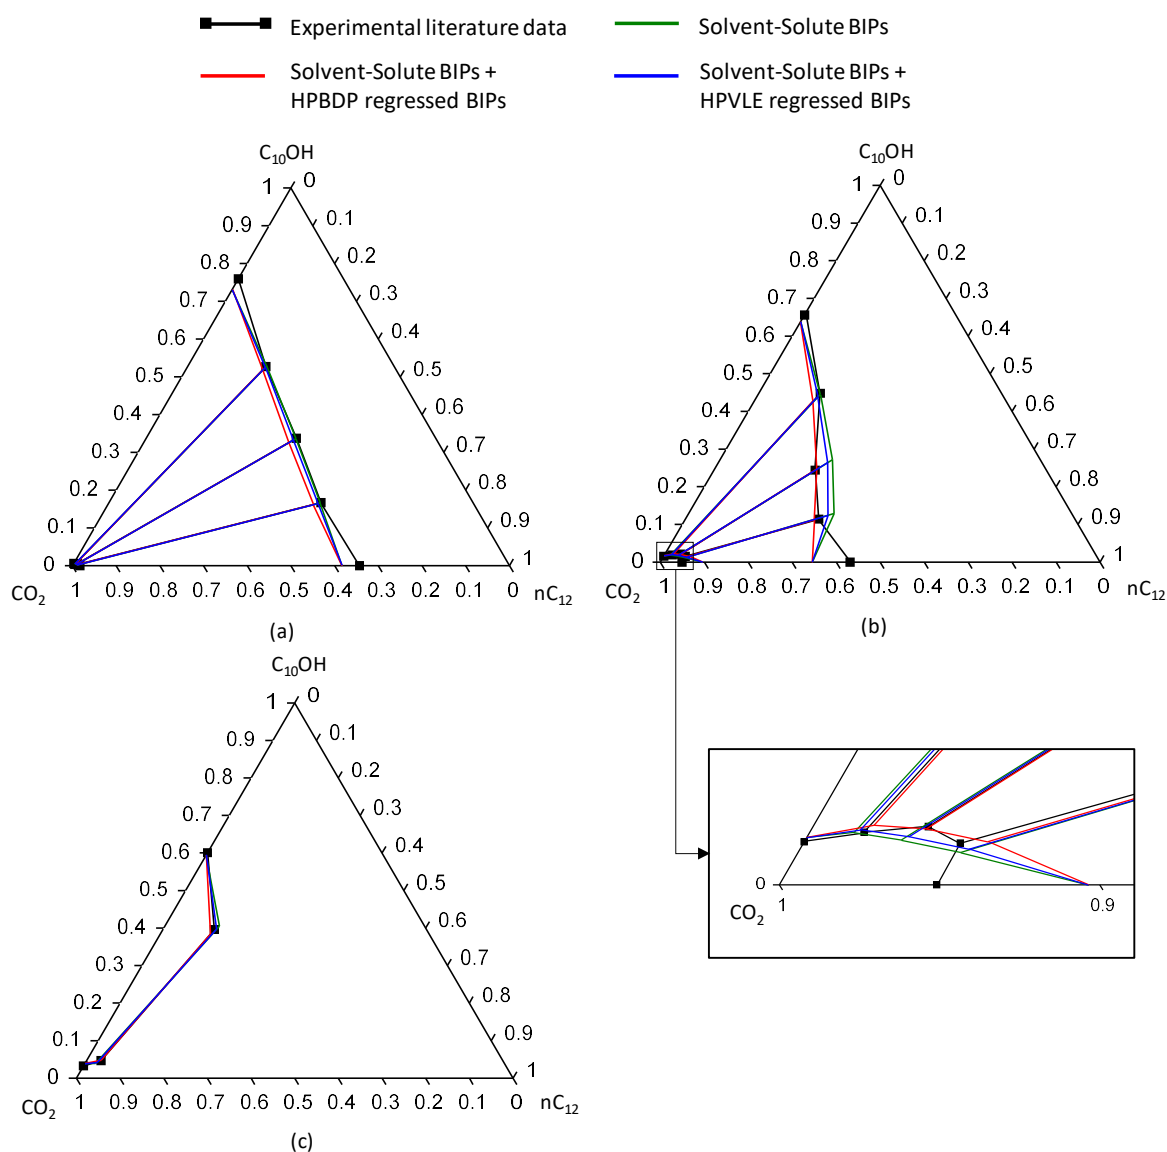 Experimental literature data
Solvent-Solute BIPs
Solvent-Solute BIPs +
HPBDP regressed BIPs
Solvent-Solute BIPs +
HPVLE regressed BIPs
C₁₀OH
1 0
0.9 0.1
0.8 0.2
0.7 0.3
0.6 0.4
0.5 0.5
0.4 0.6
0.3 0.7
0.2 0.8
0.1 0.9
0 1
1 0.9 0.8 0.7 0.6 0.5 0.4 0.3 0.2 0.1 0
CO₂ nC₁₂
(a)
C₁₀OH
1 0
0.9 0.1
0.8 0.2
0.7 0.3
0.6 0.4
0.5 0.5
0.4 0.6
0.3 0.7
0.2 0.8
0.1 0.9
0 1
1 0.9 0.8 0.7 0.6 0.5 0.4 0.3 0.2 0.1 0
CO₂ nC₁₂
(b)
C₁₀OH
1 0
0.9 0.1
0.8 0.2
0.7 0.3
0.6 0.4
0.5 0.5
0.4 0.6
0.3 0.7
0.2 0.8
0.1 0.9
0 1
1 0.9 0.8 0.7 0.6 0.5 0.4 0.3 0.2 0.1 0
CO₂ nC₁₂
(c)
0
1 0.9
CO₂